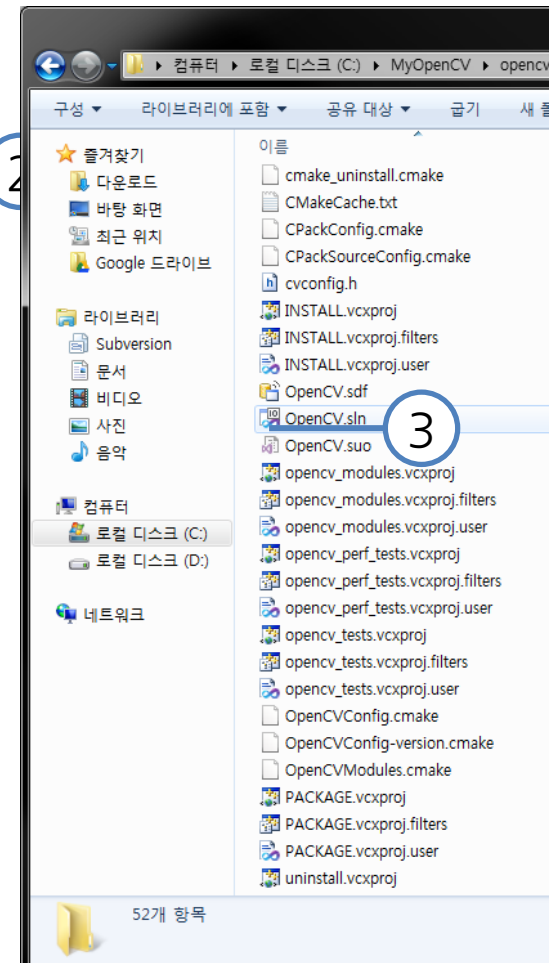 컴퓨터 ▸ 로컬 디스크 (C:) ▸ MyOpenCV ▸ opencv
구성 ▼ 라이브러리에 포함 ▼ 공유 대상 ▼ 굽기 새
2
즐겨찾기
다운로드
바탕 화면
최근 위치
Google 드라이브
라이브러리
Subversion
문서
비디오
사진
음악
컴퓨터
로컬 디스크 (C:)
로컬 디스크 (D:)
네트워크
이름
cmake_uninstall.cmake
CMakeCache.txt
CPackConfig.cmake
CPackSourceConfig.cmake
cvconfig.h
INSTALL.vcxproj
INSTALL.vcxproj.filters
INSTALL.vcxproj.user
OpenCV.sdf
OpenCV.sln
3
OpenCV.suo
opencv_modules.vcxproj
opencv_modules.vcxproj.filters
opencv_modules.vcxproj.user
opencv_perf_tests.vcxproj
opencv_perf_tests.vcxproj.filters
opencv_perf_tests.vcxproj.user
opencv_tests.vcxproj
opencv_tests.vcxproj.filters
opencv_tests.vcxproj.user
OpenCVConfig.cmake
OpenCVConfig-version.cmake
OpenCVModules.cmake
PACKAGE.vcxproj
PACKAGE.vcxproj.filters
PACKAGE.vcxproj.user
uninstall.vcxproj
52개 항목